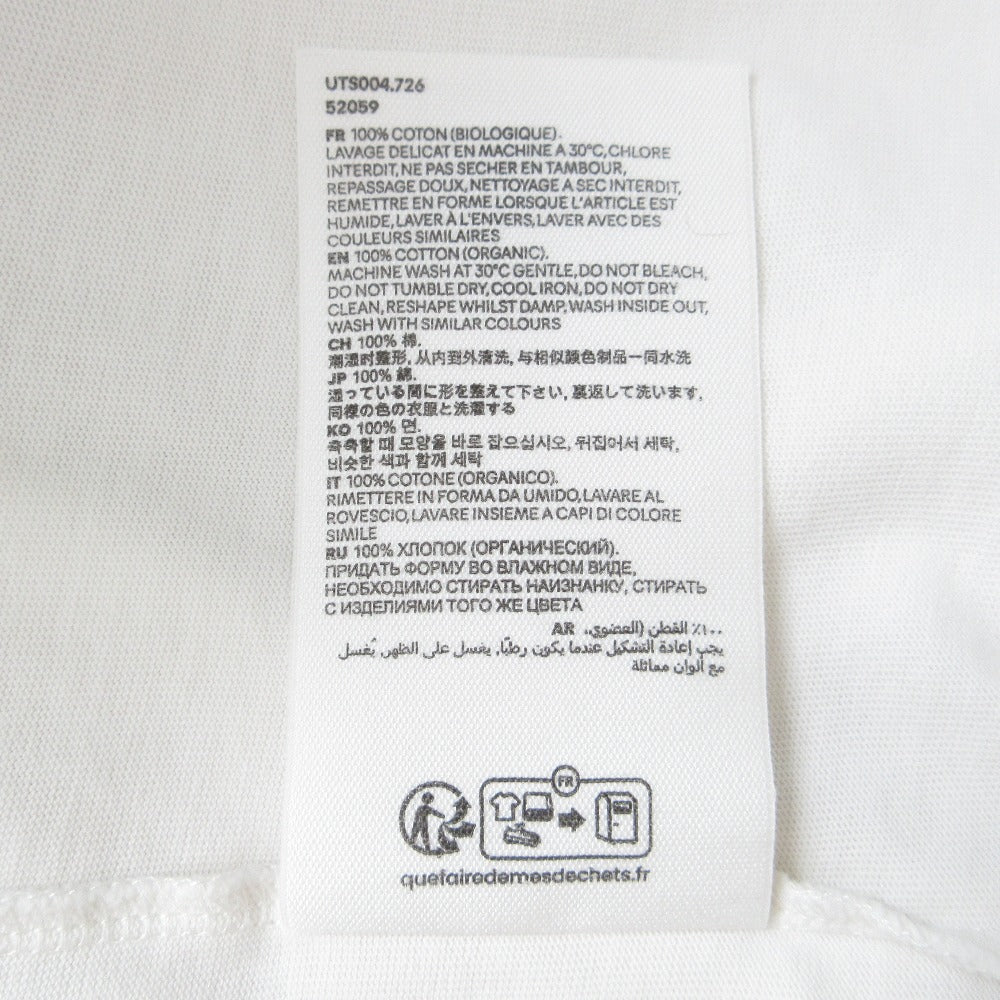 UTS004.726
52059
FR 100% COTON (BIOLOGIQUE).
LAVAGE DELICAT EN MACHINE A 30°C, CHLORE
INTERDIT, NE PAS SECHER EN TAMBOUR,
REPASSAGE DOUX, NETTOYAGE A SEC INTERDIT,
REMETTRE EN FORME LORSQUE L'ARTICLE EST
HUMIDE, LAVER À L'ENVERS, LAVER AVEC DES
COULEURS SIMILAIRES
EN 100% COTTON (ORGANIC).
MACHINE WASH AT 30°C GENTLE, DO NOT BLEACH,
DO NOT TUMBLE DRY, COOL IRON, DO NOT DRY
CLEAN, RESHAPE WHILST DAMP, WASH INSIDE OUT,
WASH WITH SIMILAR COLOURS
CH 100% 棉.
潮湿时整形, 从内到外清洗, 与相似颜色制品一同水洗
JP 100% 綿.
湿っている間に形を整えて下さい, 裏返して洗います,
同様の色の衣服と洗濯する
KO 100% 면.
축축할 때 모양을 바로 잡으십시오, 뒤집어서 세탁,
비슷한 색과 함께 세탁
IT 100% COTONE (ORGANICO).
RIMETTERE IN FORMA DA UMIDO, LAVARE AL
ROVESCIO, LAVARE INSIEME A CAPI DI COLORE
SIMILE
RU 100% ХЛОПОК (ОРГАНИЧЕСКИЙ).
ПРИДАТЬ ФОРМУ ВО ВЛАЖНОМ ВИДЕ,
НЕОБХОДИМО СТИРАТЬ НАИЗНАНКУ, СТИРАТЬ
С ИЗДЕЛИЯМИ ТОГО ЖЕ ЦВЕТА
١٠٠٪ القطن (العضوي). AR
يجب إعادة التشكيل عندما يكون رطبًا, يغسل على الظهر, يُغسل
مع ألوان مماثلة
FR
quefairedemesdechets.fr